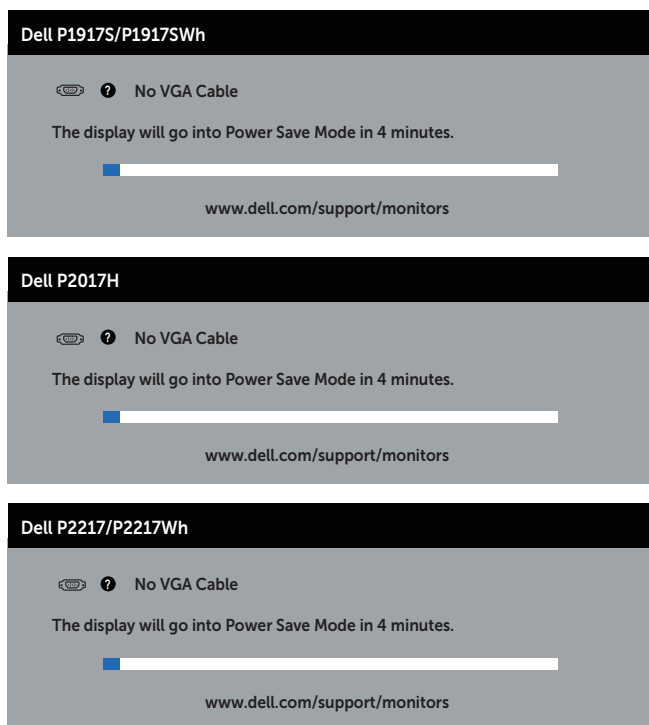 Dell P1917S/P1917SWh
? No VGA Cable
The display will go into Power Save Mode in 4 minutes.
www.dell.com/support/monitors
Dell P2017H
? No VGA Cable
The display will go into Power Save Mode in 4 minutes.
www.dell.com/support/monitors
Dell P2217/P2217Wh
? No VGA Cable
The display will go into Power Save Mode in 4 minutes.
www.dell.com/support/monitors